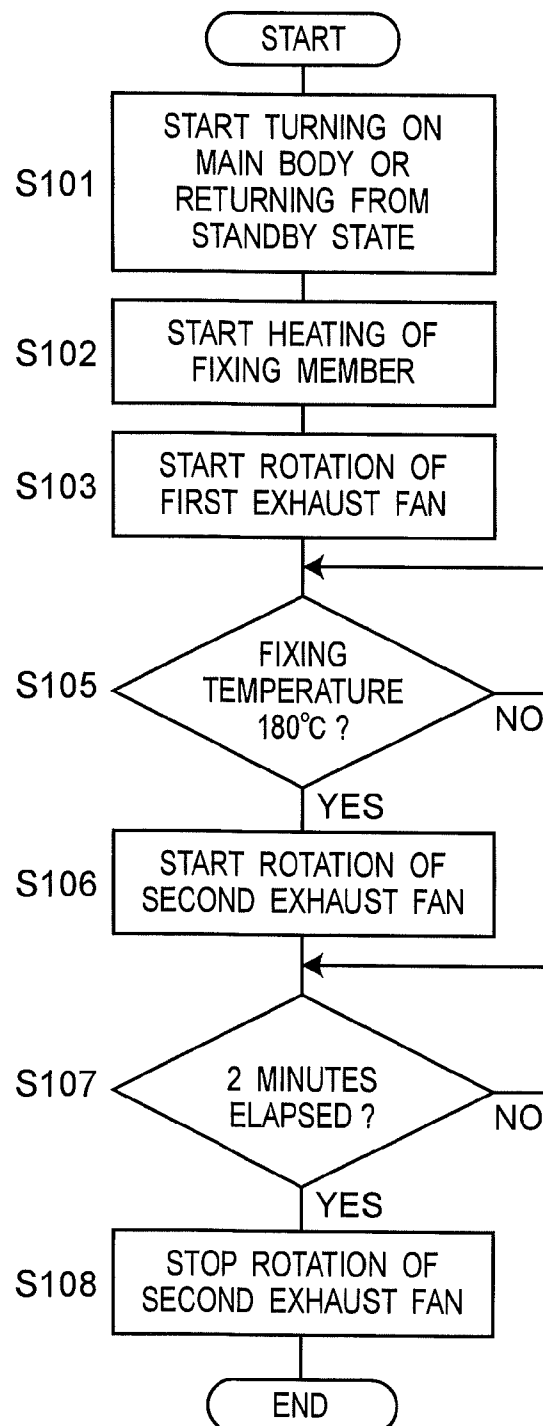 START
S101
START TURNING ON
MAIN BODY OR
RETURNING FROM
STANDBY STATE
S102
START HEATING OF
FIXING MEMBER
S103
START ROTATION OF
FIRST EXHAUST FAN
S105
FIXING
TEMPERATURE
180°C ?
NO
YES
S106
START ROTATION OF
SECOND EXHAUST FAN
S107
2 MINUTES
ELAPSED ?
NO
YES
S108
STOP ROTATION OF
SECOND EXHAUST FAN
END